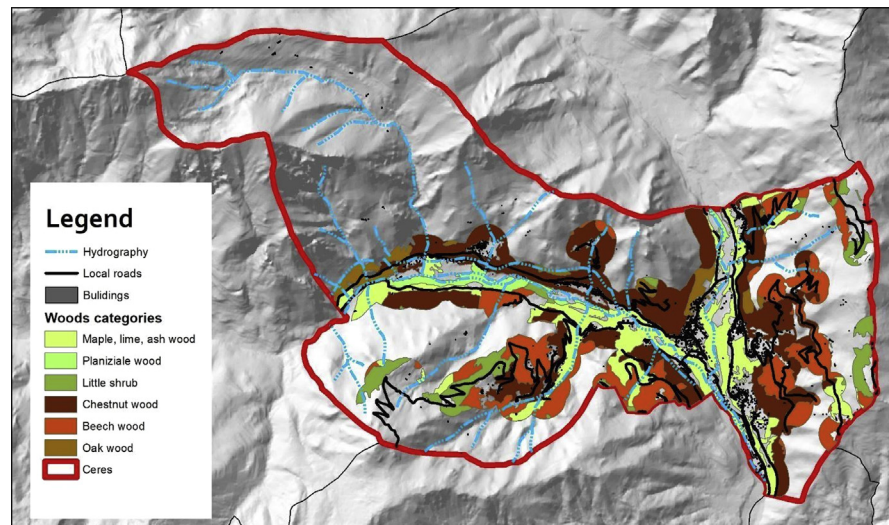 Legend
Hydrography
Local roads
Bulidings
Woods categories
Maple, lime, ash wood
Planiziale wood
Little shrub
Chestnut wood
Beech wood
Oak wood
Ceres